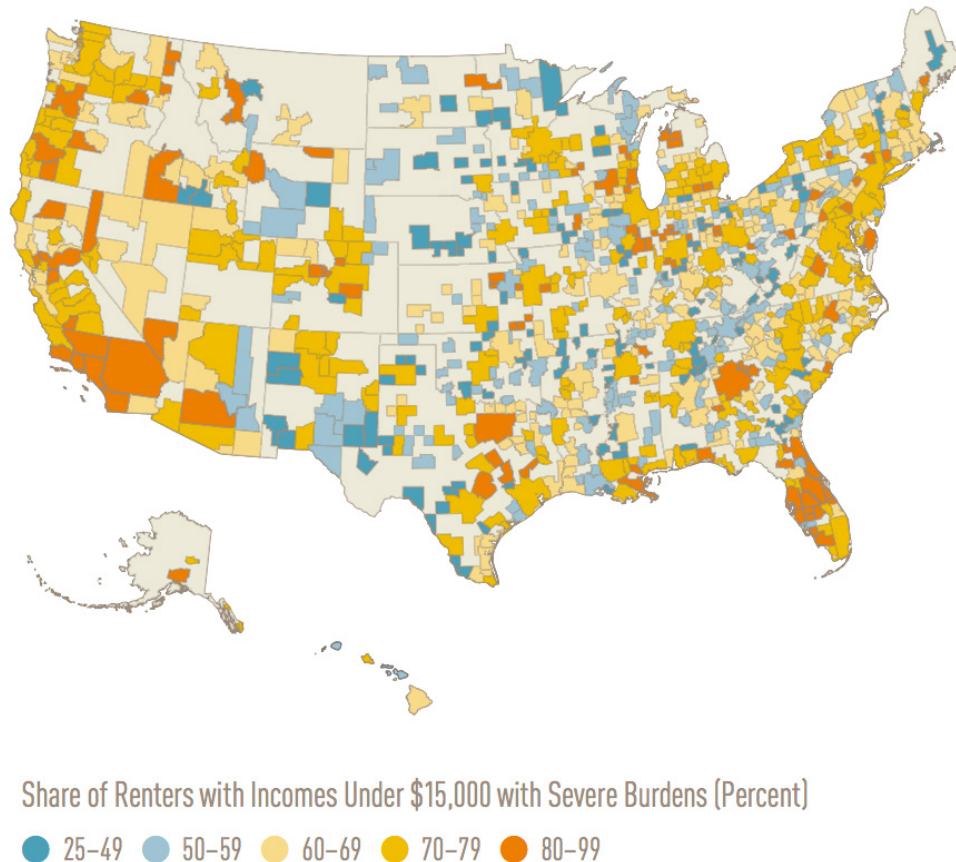 Share of Renters with Incomes Under $15,000 with Severe Burdens (Percent)
25–49 50–59 60–69 70–79 80–99